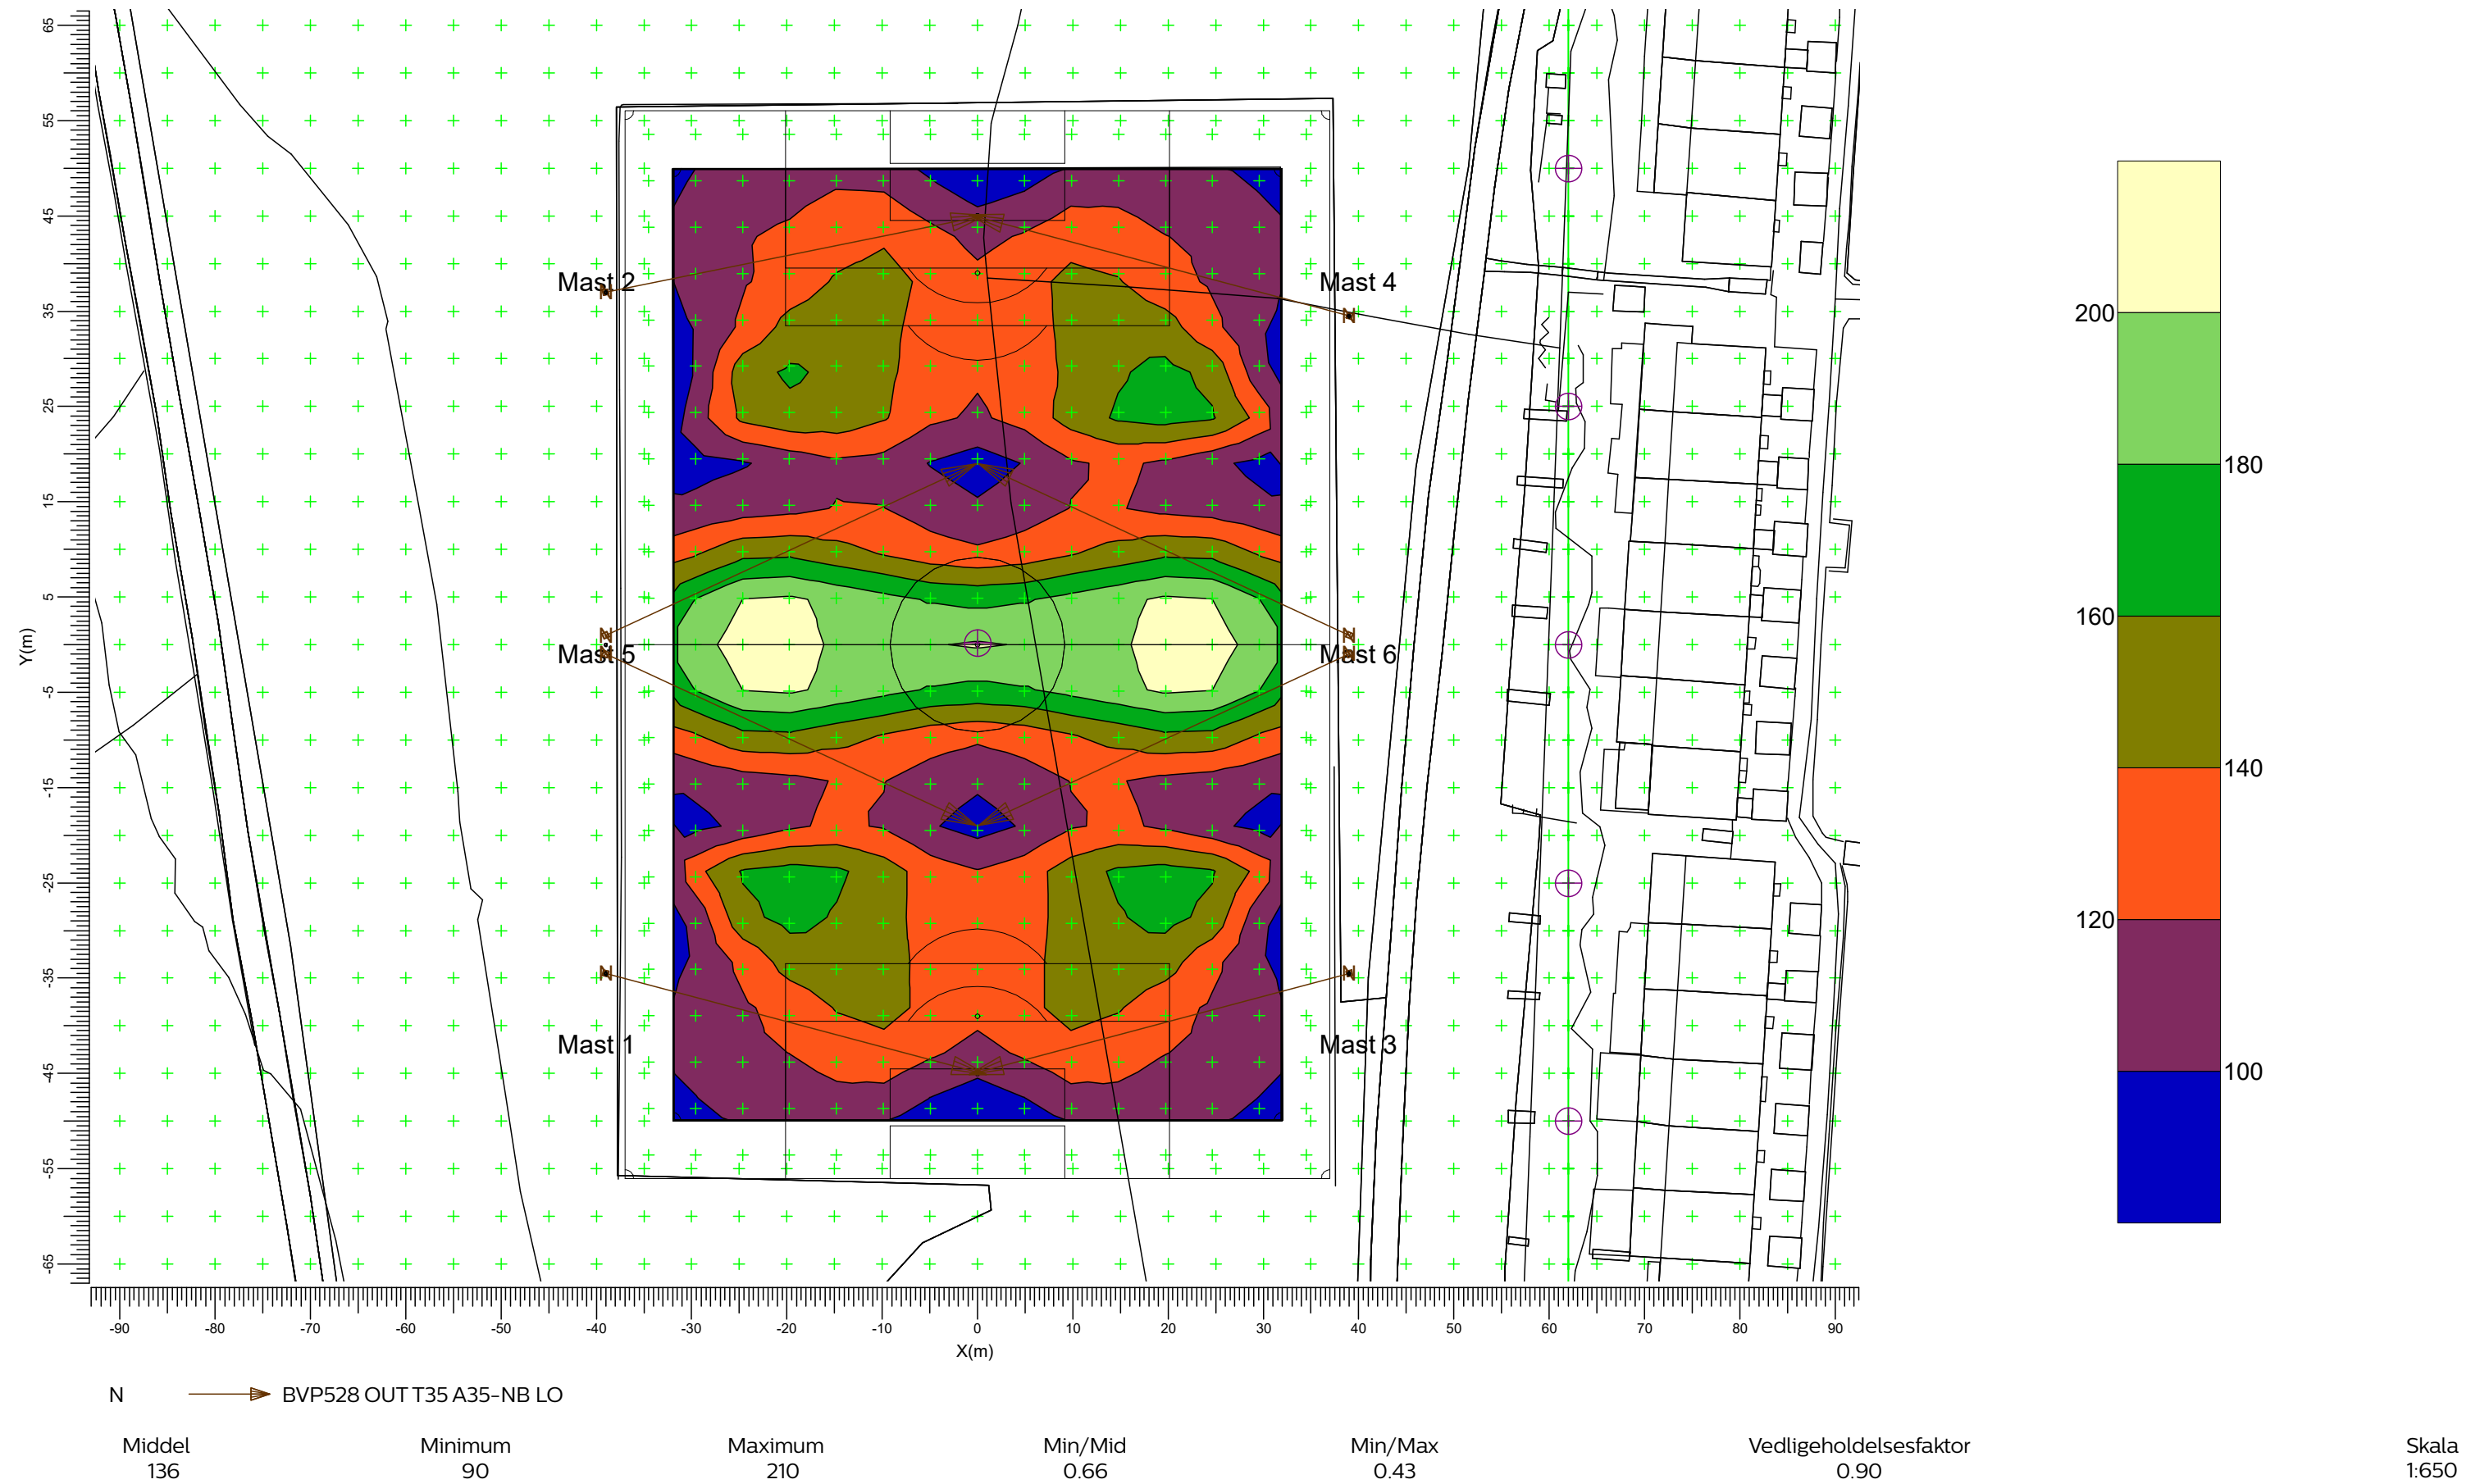 65
55
45
35
25
15
5
-5
-15
-25
-35
-45
-55
-65
Y(m)
Mast 2
Mast 4
Mast 5
Mast 6
Mast 1
Mast 3
N N
N N
N N
N N
200
180
160
140
120
100
-90 -80 -70 -60 -50 -40 -30 -20 -10 0 10 20 30 40 50 60 70 80 90
X(m)
N BVP528 OUT T35 A35-NB LO
Middel Minimum Maximum Min/Mid Min/Max Vedligeholdelsesfaktor Skala
136 90 210 0.66 0.43 0.90 1:650